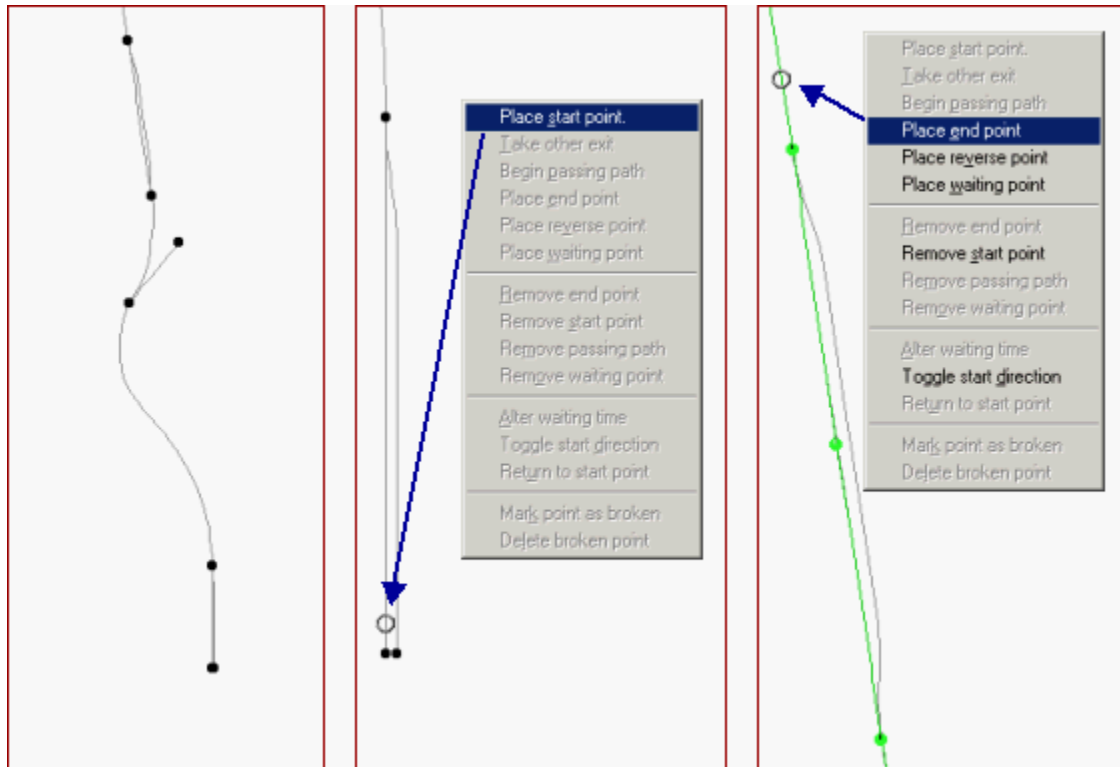 Place start point.
Take other exit
Begin passing path
Place end point
Place reverse point
Place waiting point
Remove end point
Remove start point
Remove passing path
Remove waiting point
Alter waiting time
Toggle start direction
Return to start point
Mark point as broken
Delete broken point
Place start point.
Take other exit
Begin passing path
Place end point
Place reverse point
Place waiting point
Remove end point
Remove start point
Remove passing path
Remove waiting point
Alter waiting time
Toggle start direction
Return to start point
Mark point as broken
Delete broken point